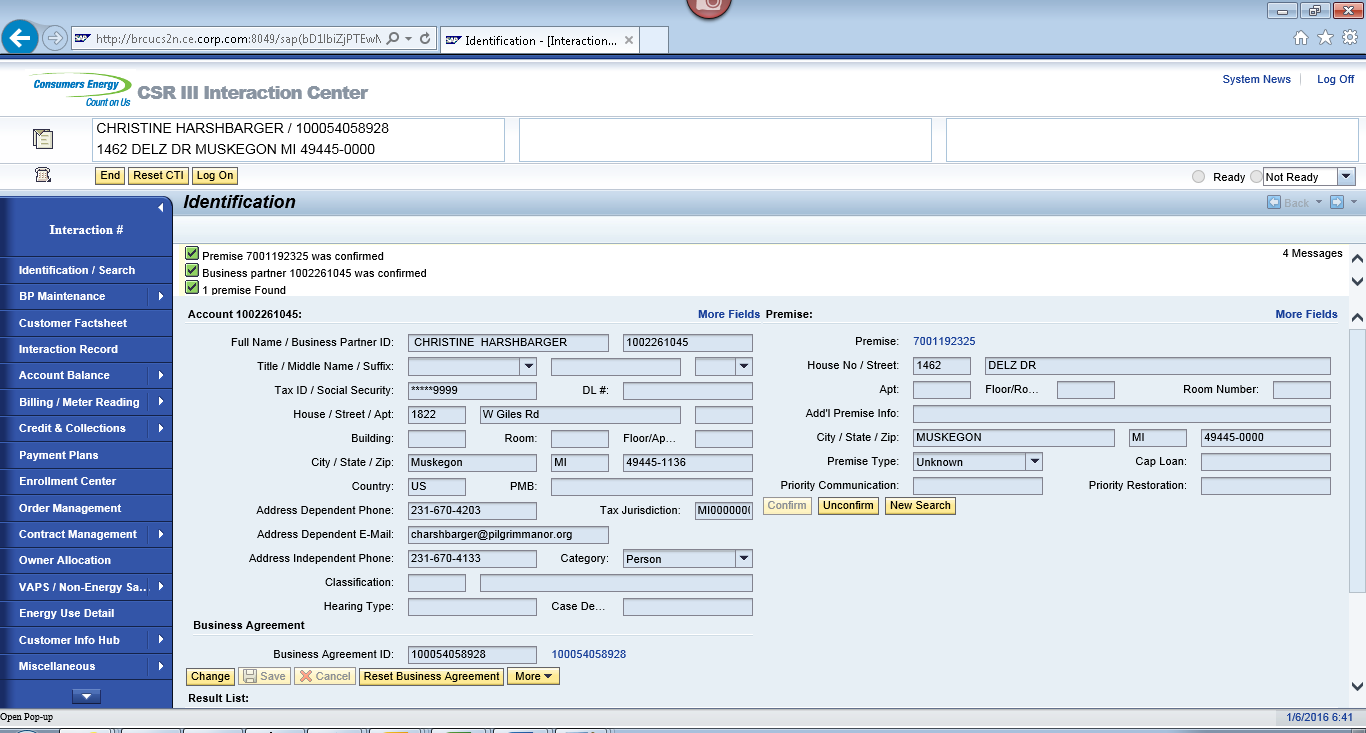 http://brcucs2n.ce.corp.com:8049/sap(bD1lbiZjPTEwN
Identification - [Interaction...
System News Log Off
Consumers Energy
Count on Us
CSR III Interaction Center
CHRISTINE HARSHBARGER / 100054058928
1462 DELZ DR MUSKEGON MI 49445-0000
End Reset CTI Log On
Ready Not Ready
Identification
Back
Interaction #
Identification / Search
BP Maintenance
Customer Factsheet
Interaction Record
Account Balance
Billing / Meter Reading
Credit & Collections
Payment Plans
Enrollment Center
Order Management
Contract Management
Owner Allocation
VAPS / Non-Energy Sa...
Energy Use Detail
Customer Info Hub
Miscellaneous
Premise 7001192325 was confirmed
4 Messages
Business partner 1002261045 was confirmed
1 premise Found
Account 1002261045: More Fields
Full Name / Business Partner ID: CHRISTINE HARSHBARGER 1002261045
Title / Middle Name / Suffix:
Tax ID / Social Security: *****9999 DL #:
House / Street / Apt: 1822 W Giles Rd
Building: Room: Floor/Ap...
City / State / Zip: Muskegon MI 49445-1136
Country: US PMB:
Address Dependent Phone: 231-670-4203 Tax Jurisdiction: MI000000
Address Dependent E-Mail: charshbarger@pilgrimmanor.org
Address Independent Phone: 231-670-4133 Category: Person
Classification:
Hearing Type: Case De...
Business Agreement
Business Agreement ID: 100054058928 100054058928
Change Save Cancel Reset Business Agreement More
Result List:
Premise: More Fields
Premise: 7001192325
House No / Street: 1462 DELZ DR
Apt: Floor/Ro... Room Number:
Add'l Premise Info:
City / State / Zip: MUSKEGON MI 49445-0000
Premise Type: Unknown Cap Loan:
Priority Communication: Priority Restoration:
Confirm Unconfirm New Search
Open Pop-up
1/6/2016 6:41